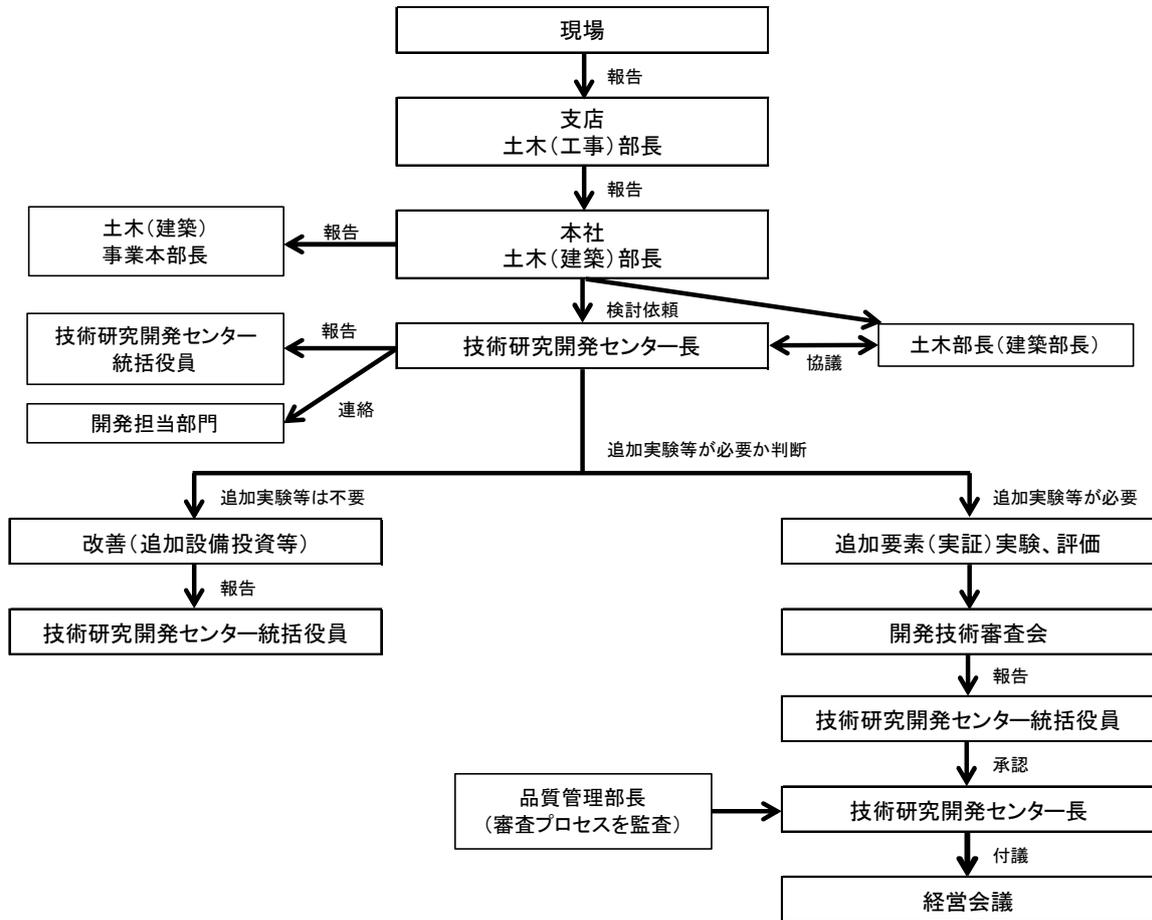 現場
報告
支店
土木（工事）部長
報告
土木（建築）
事業本部長
報告
本社
土木（建築）部長
検討依頼
技術研究開発センター
統括役員
報告
技術研究開発センター長
協議
土木部長（建築部長）
開発担当部門
連絡
追加実験等が必要か判断
追加実験等は不要
追加実験等が必要
改善（追加設備投資等）
追加要素（実証）実験、評価
報告
技術研究開発センター統括役員
開発技術審査会
報告
技術研究開発センター統括役員
承認
品質管理部長
（審査プロセスを監査）
技術研究開発センター長
付議
経営会議